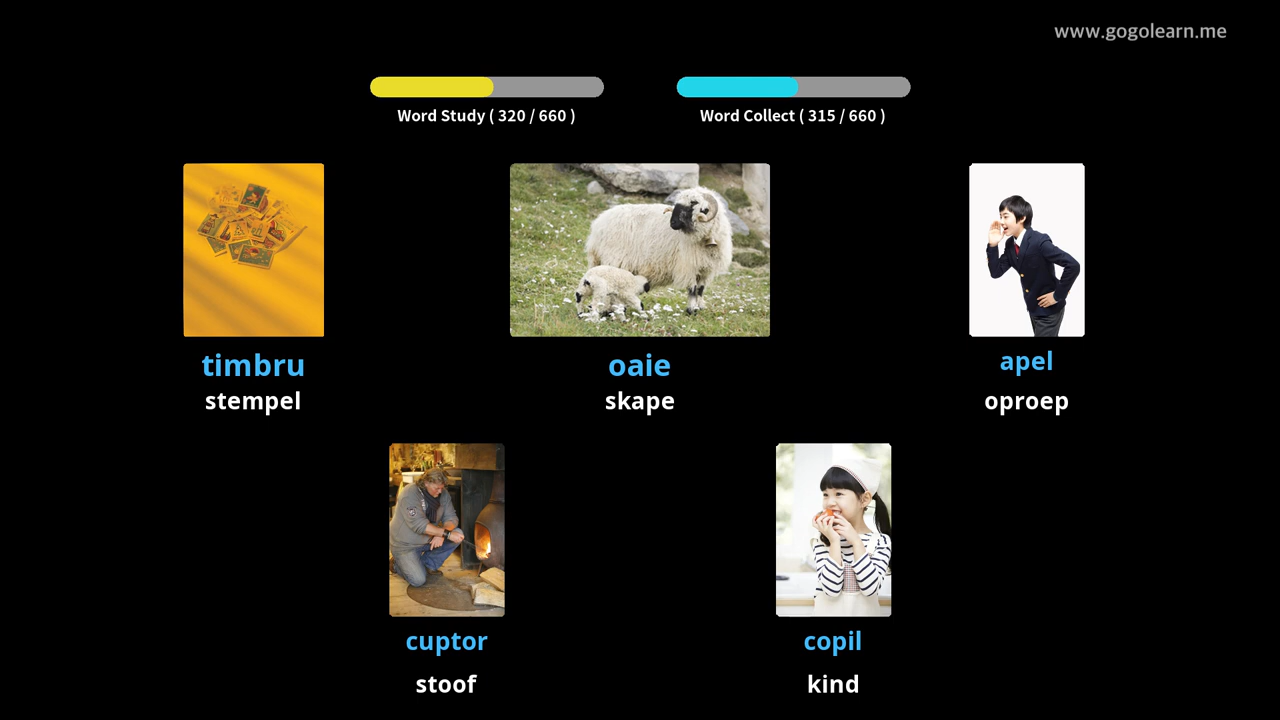 www.gogolearn.me
Word Study ( 320 / 660 )
Word Collect ( 315 / 660 )
timbru
stempel
oaie
skape
apel
oproep
cuptor
stoof
copil
kind